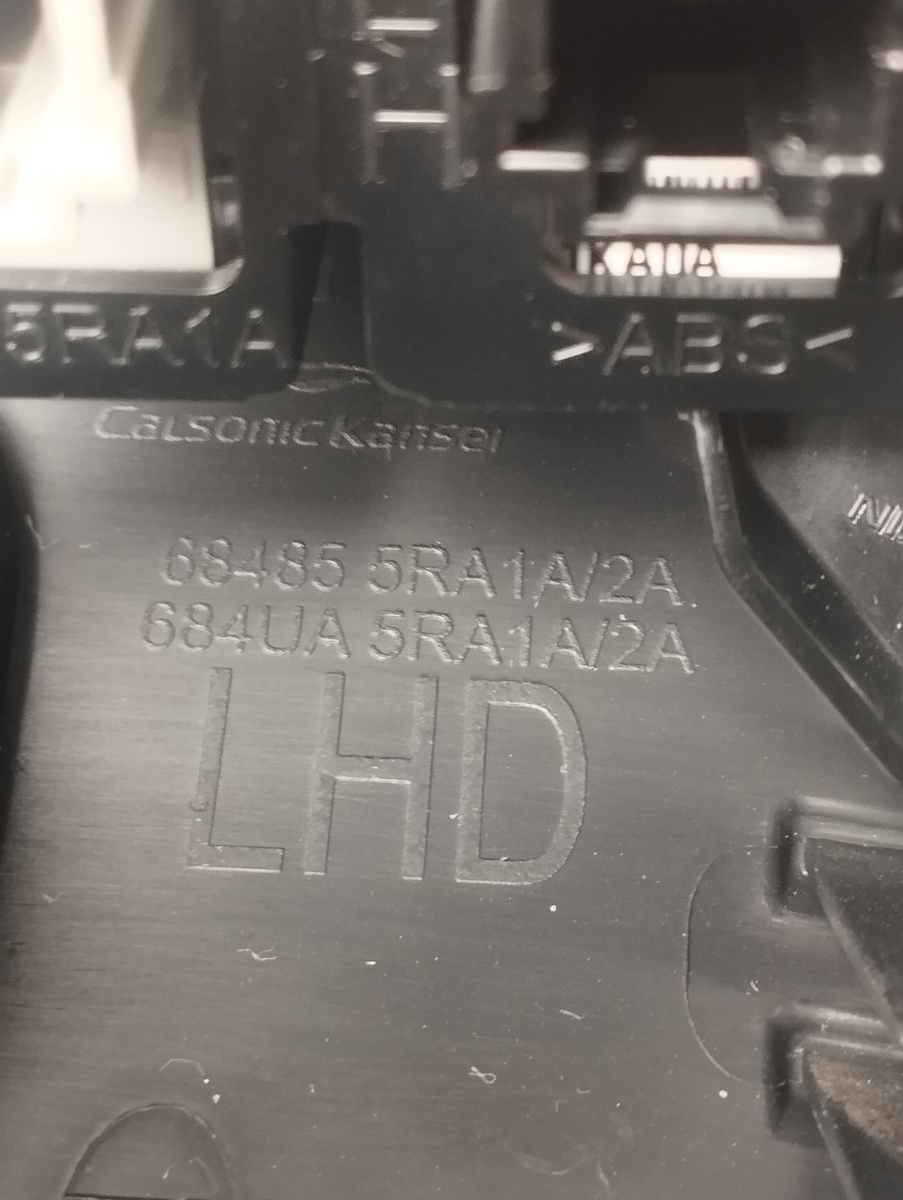 5RA1A
>ABS<
CalsonicKansei
68485 5RA1A/2A
684UA 5RA1A/2A
LHD